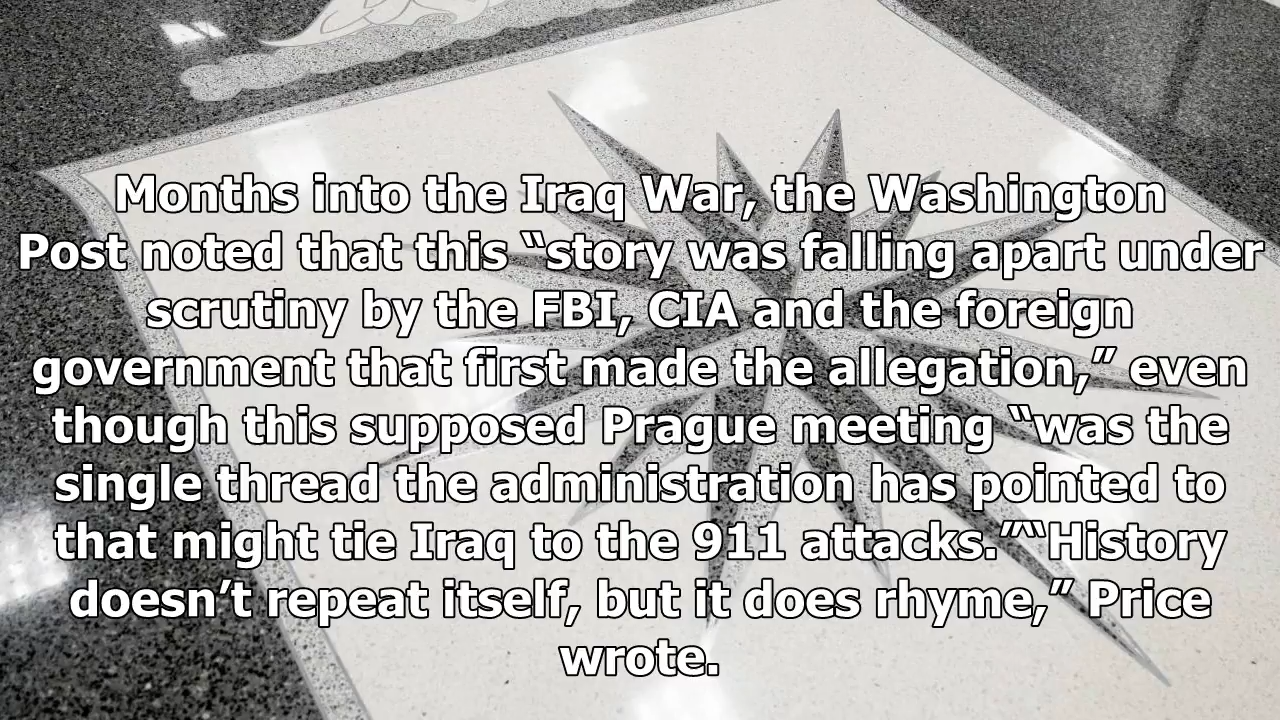 Months into the Iraq War, the Washington
Post noted that this “story was falling apart under
scrutiny by the FBI, CIA and the foreign
government that first made the allegation,” even
though this supposed Prague meeting “was the
single thread the administration has pointed to
that might tie Iraq to the 911 attacks.”“History
doesn’t repeat itself, but it does rhyme,” Price
wrote.